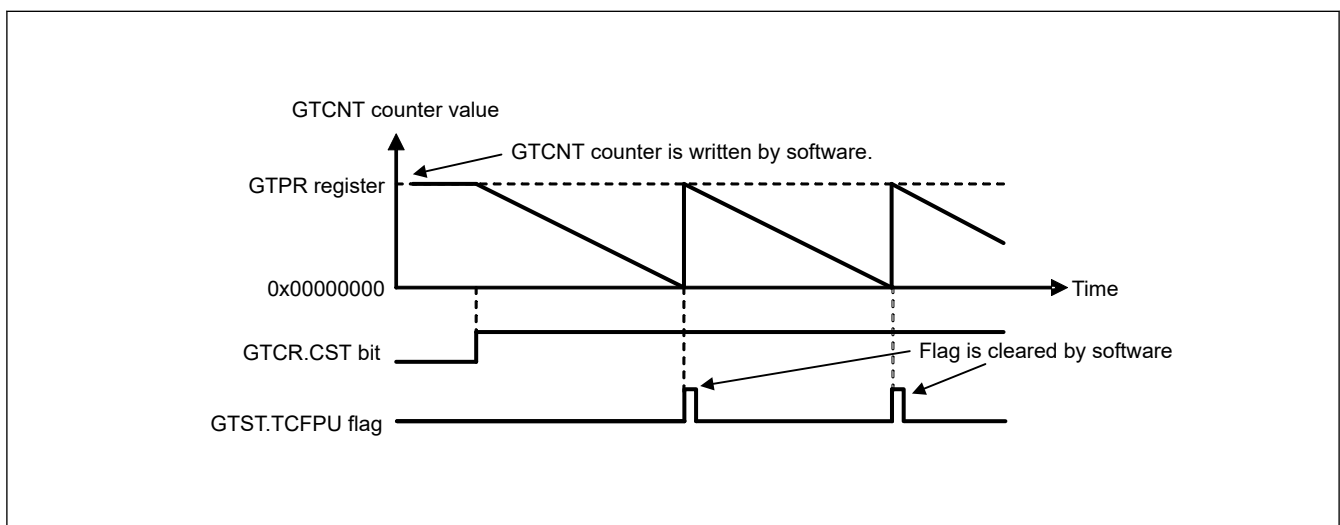 GTCNT counter value
GTCNT counter is written by software.
GTPR register
0x00000000
Time
GTCR.CST bit
Flag is cleared by software
GTST.TCFPU flag